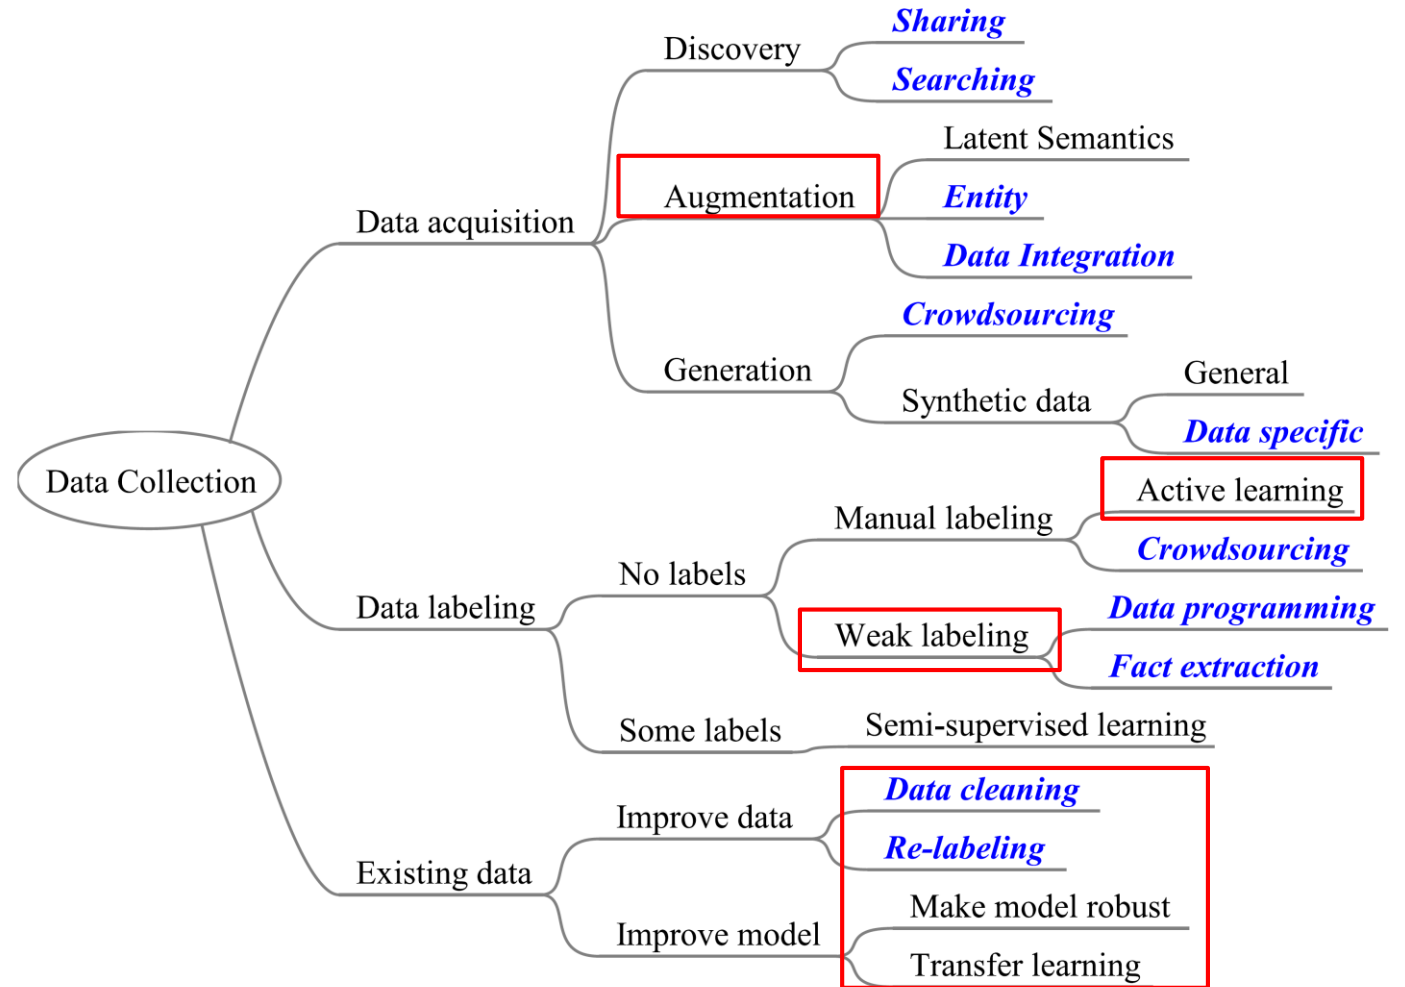 Sharing
Discovery
Searching
Latent Semantics
Augmentation
Entity
Data acquisition
Data Integration
Crowdsourcing
Generation
General
Synthetic data
Data specific
Data Collection
Active learning
Manual labeling
Crowdsourcing
No labels
Data labeling
Data programming
Weak labeling
Fact extraction
Some labels
Semi-supervised learning
Data cleaning
Improve data
Re-labeling
Existing data
Make model robust
Improve model
Transfer learning